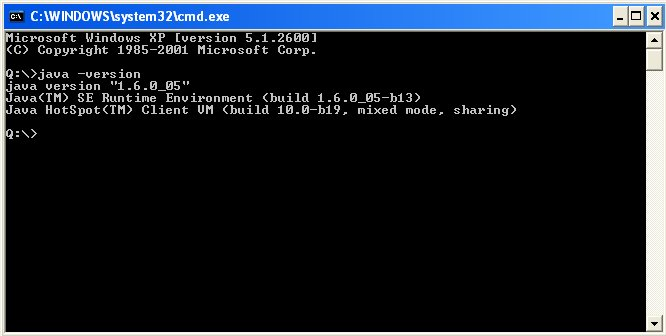 C:\WINDOWS\system32\cmd.exe
Microsoft Windows XP [Version 5.1.2600]
(C) Copyright 1985-2001 Microsoft Corp.
Q:\>java -version
java version "1.6.0_05"
Java(TM) SE Runtime Environment (build 1.6.0_05-b13)
Java HotSpot(TM) Client VM (build 10.0-b19, mixed mode, sharing)
Q:\>